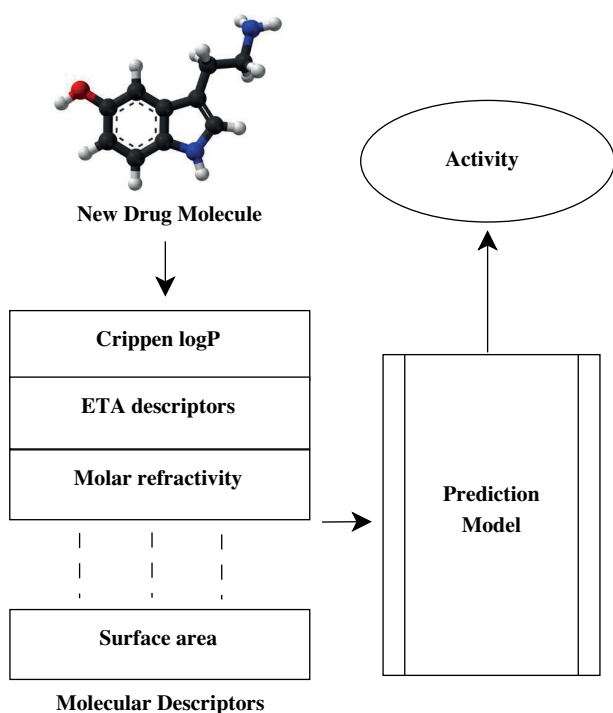 New Drug Molecule
Crippen logP
ETA descriptors
Molar refractivity
Surface area
Molecular Descriptors
Prediction
Model
Activity